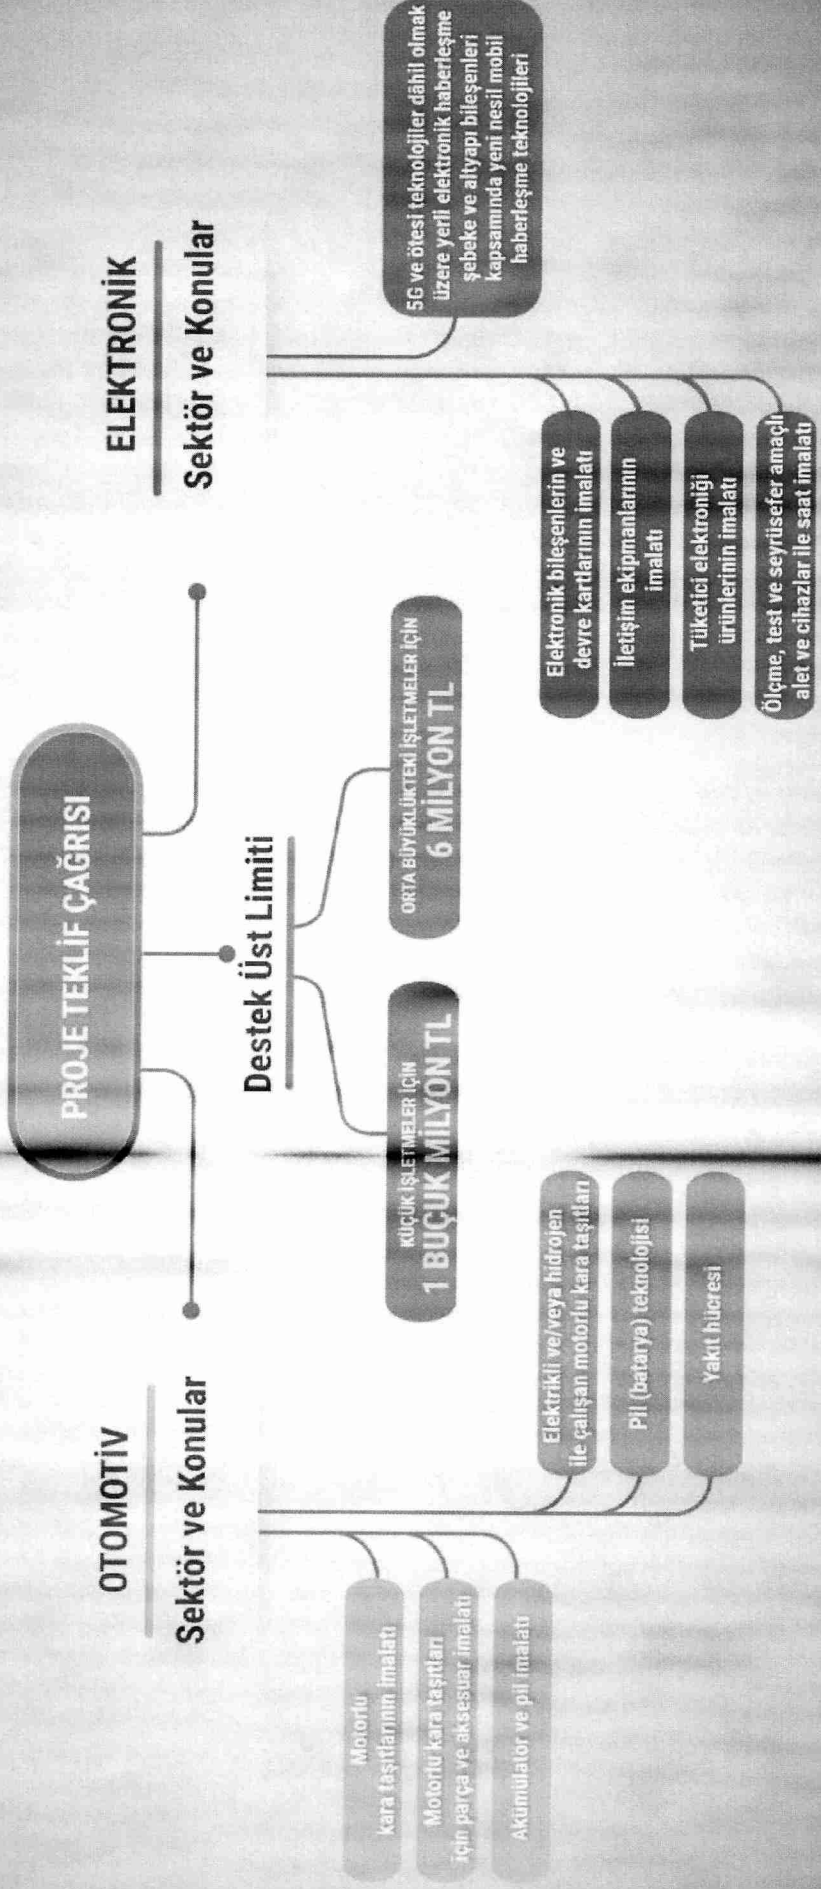 PROJE TEKLİF ÇAĞRISI
OTOMOTİV
Sektör ve Konular
Motorlu
kara taşıtlarının imalatı
Motorlu kara taşıtları
için parça ve aksesuar imalatı
Akümülatör ve pil imalatı
Elektrikli ve/veya hidrojen
ile çalışan motorlu kara taşıtları
Pil (batarya) teknolojisi
Yakıt hücresi
Destek Üst Limiti
KÜÇÜK İŞLETMELER İÇİN
1 BUÇUK MİLYON TL
ORTA BÜYÜKLÜKTEKİ İŞLETMELER İÇİN
6 MİLYON TL
ELEKTRONİK
Sektör ve Konular
Elektronik bileşenlerin ve
devre kartlarının imalatı
İletişim ekipmanlarının
imalatı
Tüketici elektroniği
ürünlerinin imalatı
Ölçme, test ve seyrüsefer amaçlı
alet ve cihazlar ile saat imalatı
5G ve ötesi teknolojiler dâhil olmak
üzere yerli elektronik haberleşme
şebeke ve altyapı bileşenleri
kapsamında yeni nesil mobil
haberleşme teknolojileri